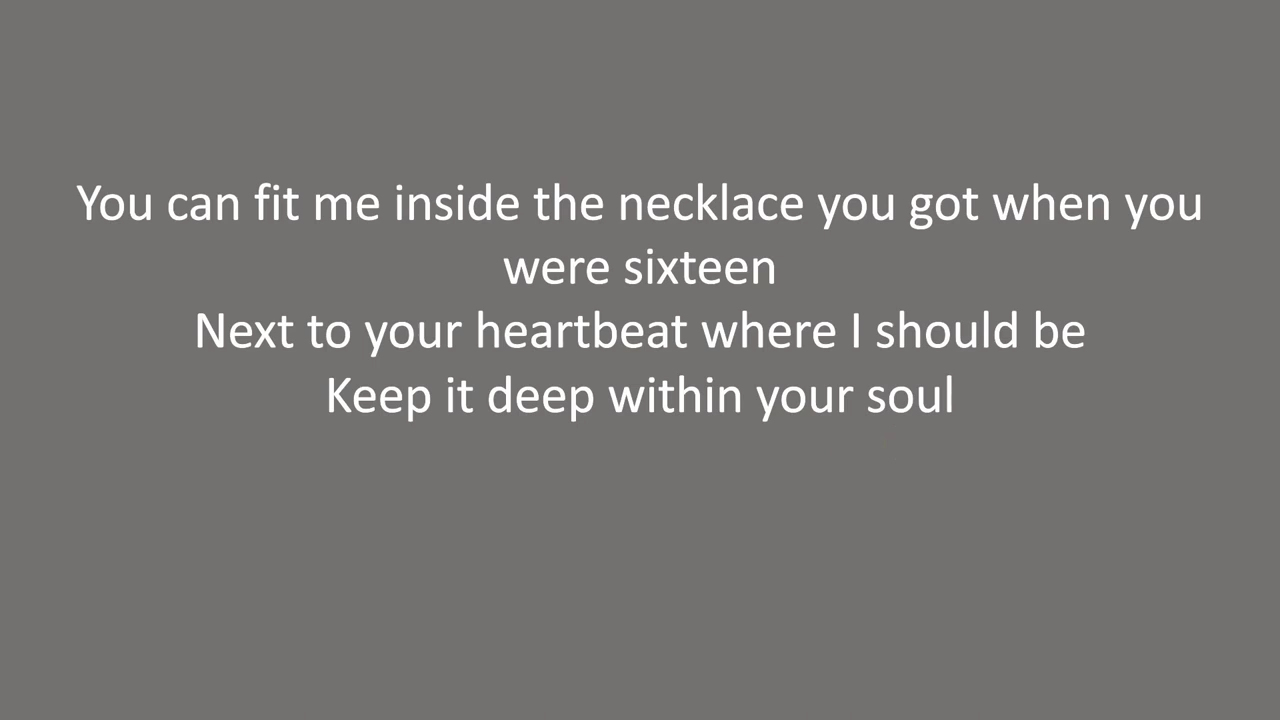 You can fit me inside the necklace you got when you
were sixteen
Next to your heartbeat where I should be
Keep it deep within your soul